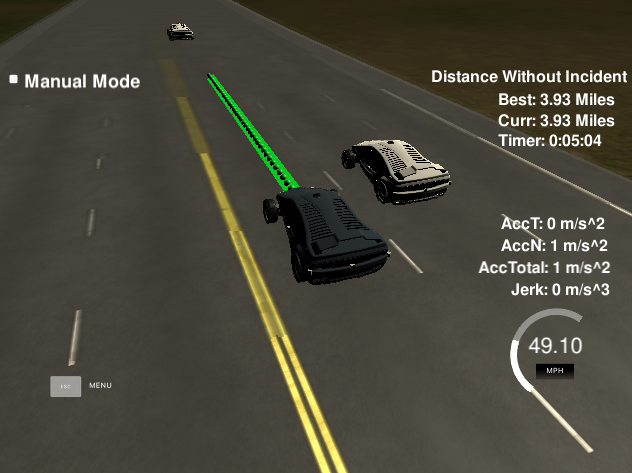 Manual Mode
Distance Without Incident
Best: 3.93 Miles
Curr: 3.93 Miles
Timer: 0:05:04
AccT: 0 m/s^2
AccN: 1 m/s^2
AccTotal: 1 m/s^2
Jerk: 0 m/s^3
49.10
MPH
ESC MENU